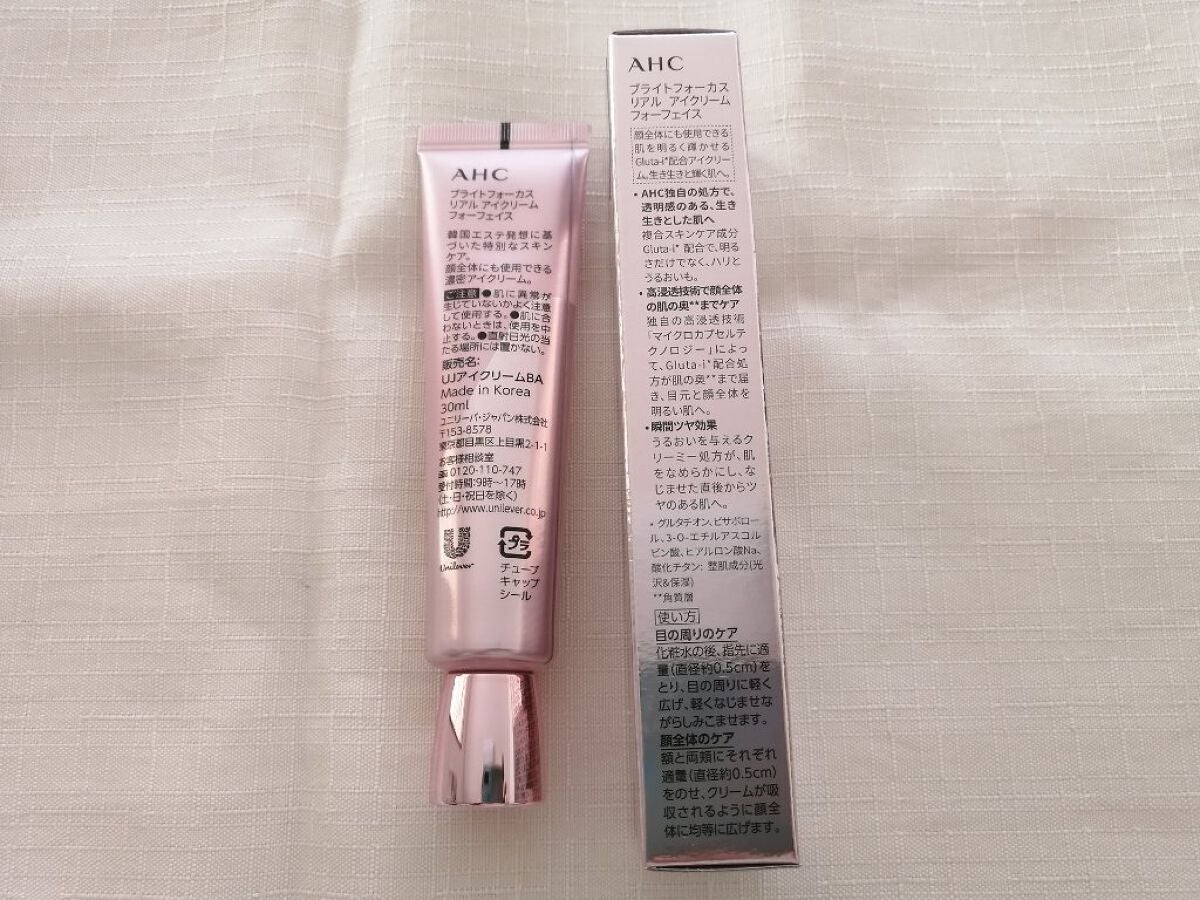 AHC
ブライトフォーカス
リアル アイクリーム
フォーフェイス
韓国エステ発想に基
づいた特別なスキン
ケア。
顔全体にも使用できる
濃密アイクリーム。
ご注意 ●肌に異常が
生じていないかよく注意
して使用する。●肌に合
わないときは、使用を中
止する。●直射日光の当
たる場所には置かない。
販売名:
UJアイクリームBA
Made in Korea
30ml
ユニリーバ・ジャパン株式会社
〒153-8578
東京都目黒区上目黒2-1-1
お客様相談室
0120-110-747
受付時間:9時〜17時
(土・日・祝日を除く)
http://www.unilever.co.jp
Unilever
プラ
チューブ
キャップ
シール
AHC
ブライトフォーカス
リアル アイクリーム
フォーフェイス
顔全体にも使用できる
肌を明るく輝かせる
Gluta-i*配合アイクリー
ム。生き生きと輝く肌へ。
・AHC独自の処方で、
透明感のある、生き
生きとした肌へ
複合スキンケア成分
Gluta-i* 配合で、明る
さだけでなく、ハリと
うるおいも。
・高浸透技術で顔全体
の肌の奥**までケア
独自の高浸透技術
「マイクロカプセルテ
クノロジー」によっ
て、Gluta-i*配合処
方が肌の奥**まで届
き、目元と顔全体を
明るい肌へ。
・瞬間ツヤ効果
うるおいを与えるク
リーミー処方が、肌
をなめらかにし、な
じませた直後からツ
ヤのある肌へ。
* グルタチオン、ビサボロー
ル、3-O-エチルアスコル
ビン酸、ヒアルロン酸Na、
酸化チタン: 整肌成分(光
沢&保湿)
**角質層
使い方
目の周りのケア
化粧水の後、指先に適
量(直径約0.5cm)を
とり、目の周りに軽く
広げ、軽くなじませな
がらしみこませます。
顔全体のケア
額と両頬にそれぞれ
適量(直径約0.5cm)
をのせ、クリームが吸
収されるように顔全
体に均等に広げます。